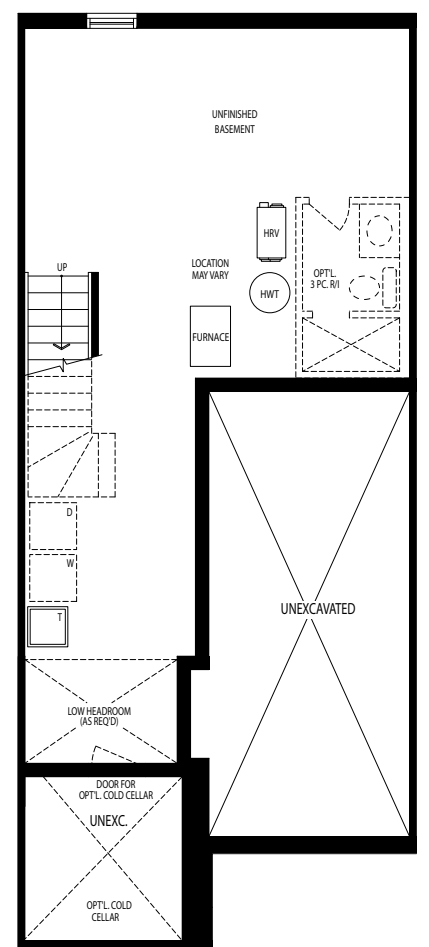 UNFINISHED
BASEMENT
HRV
LOCATION
MAY VARY
UP
OPT'L.
3 PC. R/I
HWT
FURNACE
D
W
T
UNEXCAVATED
LOW HEADROOM
(AS REQ'D)
DOOR FOR
OPT'L. COLD CELLAR
UNEXC.
OPT'L. COLD
CELLAR